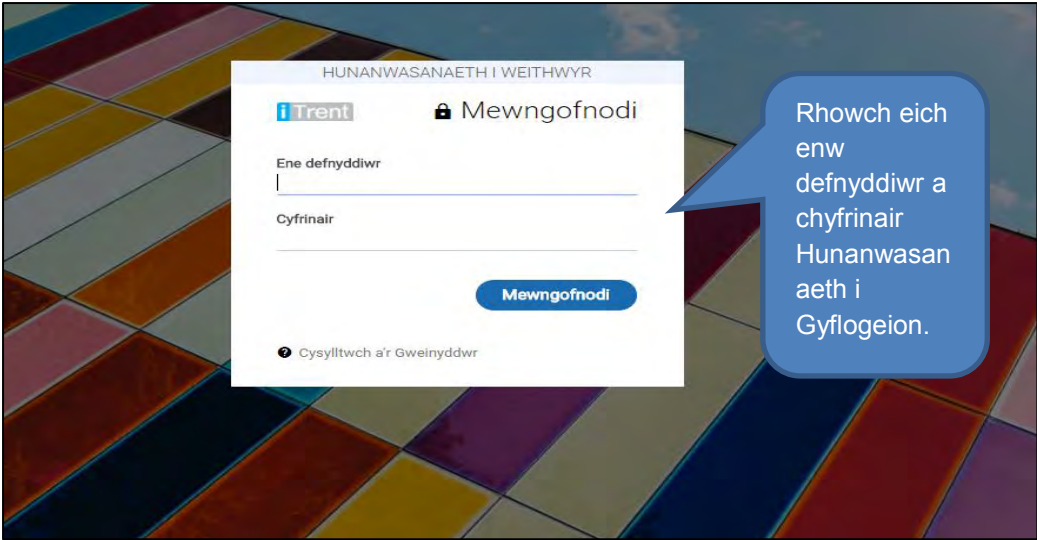 HUNANWASANAETH I WEITHWYR
iTrent
Mewngofnodi
Ene defnyddiwr
Cyfrinair
Mewngofnodi
? Cysylltwch a'r Gweinyddwr
Rhowch eich
enw
defnyddiwr a
chyfrinair
Hunanwasan
aeth i
Gyflogeion.